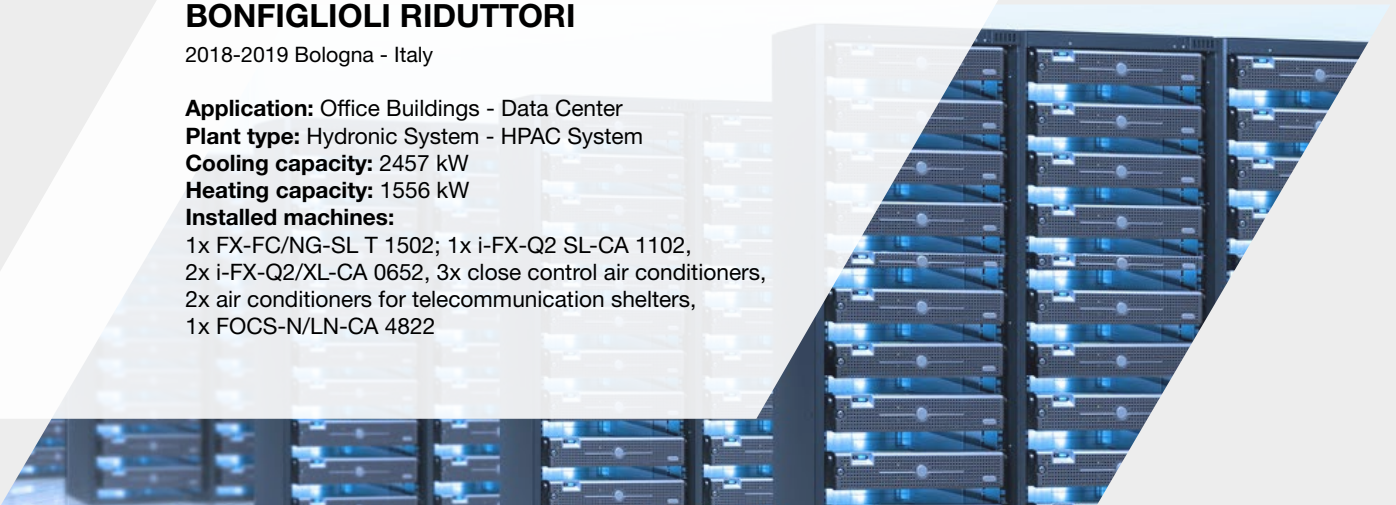 BONFIGLIOLI RIDUTTORI
2018-2019 Bologna - Italy
Application: Office Buildings - Data Center
Plant type: Hydronic System - HPAC System
Cooling capacity: 2457 kW
Heating capacity: 1556 kW
Installed machines:
1x FX-FC/NG-SL T 1502; 1x i-FX-Q2 SL-CA 1102,
2x i-FX-Q2/XL-CA 0652, 3x close control air conditioners,
2x air conditioners for telecommunication shelters,
1x FOCS-N/LN-CA 4822